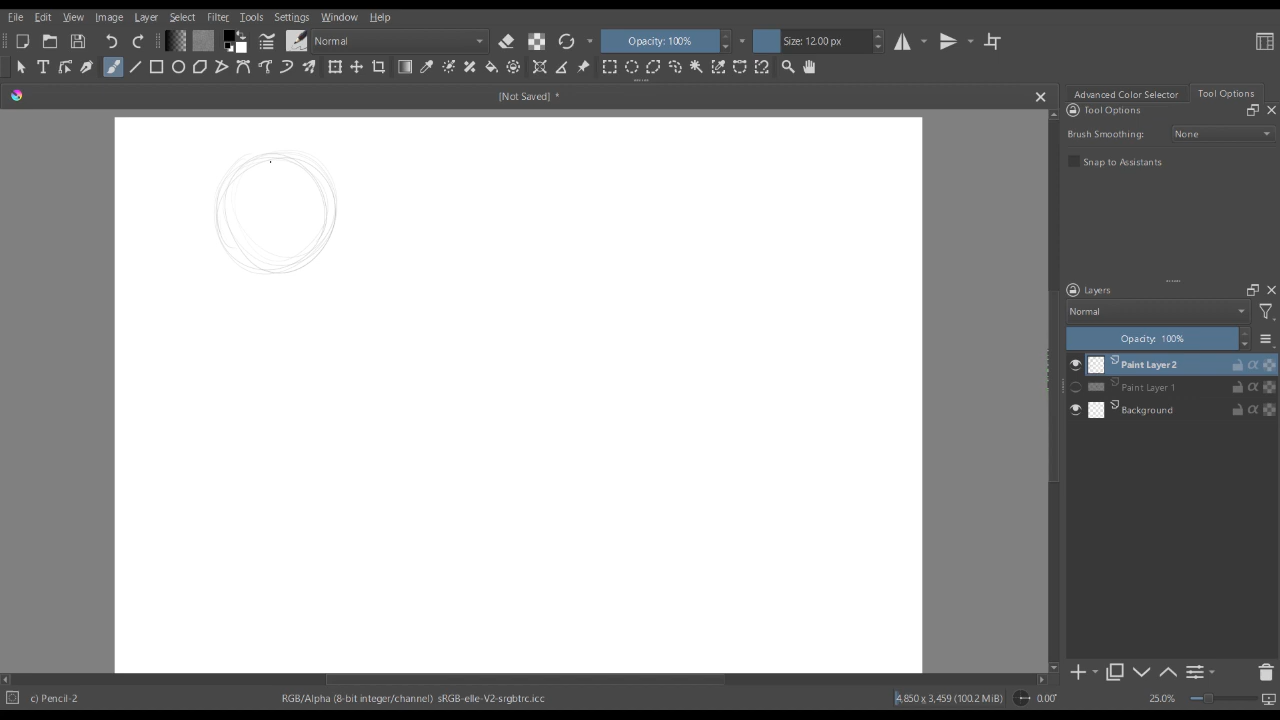 File Edit View Image Layer Select Filter Tools Settings Window Help
Normal Opacity: 100% Size: 12.00 px
[Not Saved] *
Advanced Color Selector Tool Options
Tool Options
Brush Smoothing: None
Snap to Assistants
Layers
Normal
Opacity: 100%
Paint Layer 2
Paint Layer 1
Background
c) Pencil-2 RGB/Alpha (8-bit integer/channel) sRGB-elle-V2-srgbtrc.icc 4,850 x 3,459 (100.2 MiB) 0.00° 25.0%